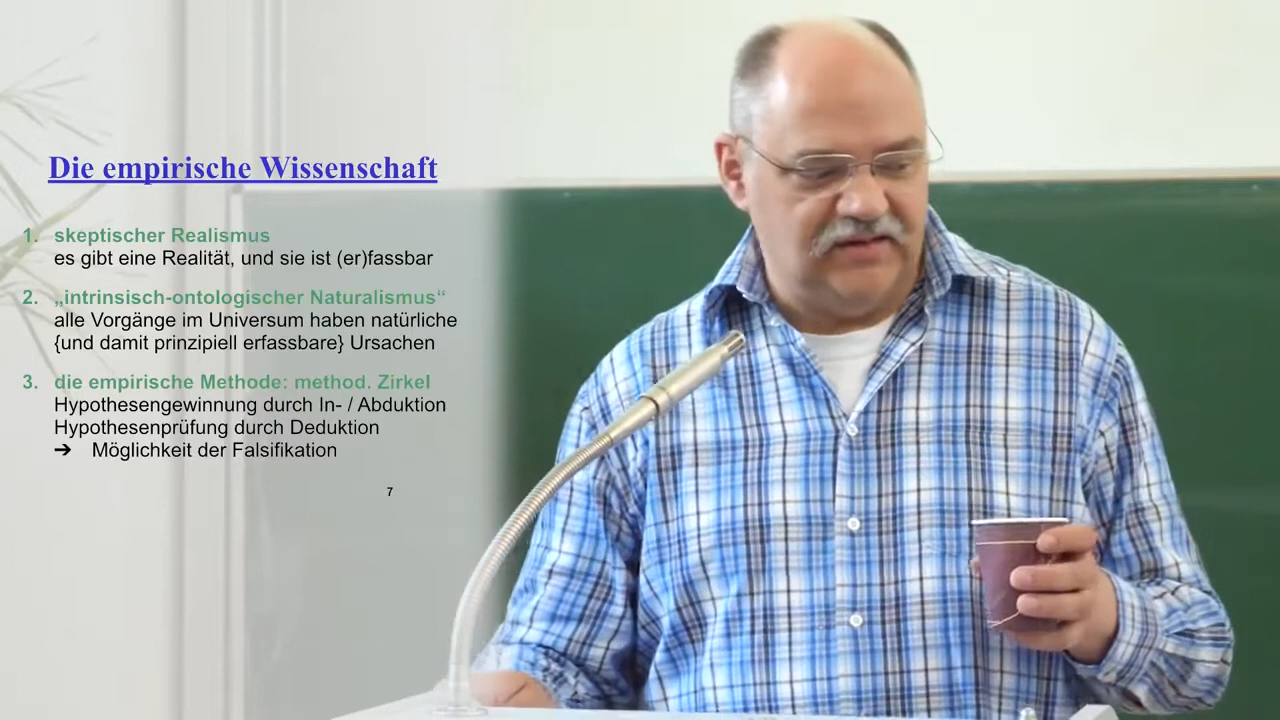 Die empirische Wissenschaft
1. skeptischer Realismus
es gibt eine Realität, und sie ist (er)fassbar
2. „intrinsisch-ontologischer Naturalismus“
alle Vorgänge im Universum haben natürliche
{und damit prinzipiell erfassbare} Ursachen
3. die empirische Methode: method. Zirkel
Hypothesengewinnung durch In- / Abduktion
Hypothesenprüfung durch Deduktion
➔ Möglichkeit der Falsifikation
7